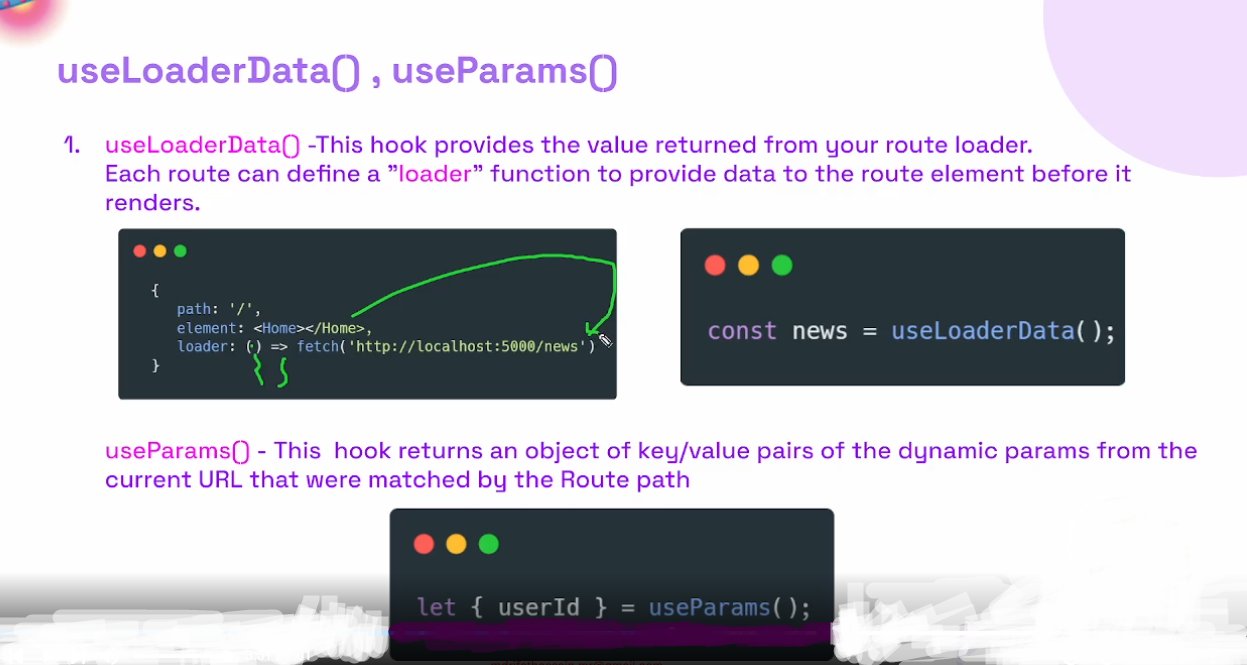 useLoaderData() , useParams()
1. useLoaderData() -This hook provides the value returned from your route loader.
Each route can define a ”loader” function to provide data to the route element before it
renders.
{
path: '/',
element: <Home></Home>,
loader: () => fetch('http://localhost:5000/news')
}
const news = useLoaderData();
useParams() - This hook returns an object of key/value pairs of the dynamic params from the
current URL that were matched by the Route path
let { userId } = useParams();